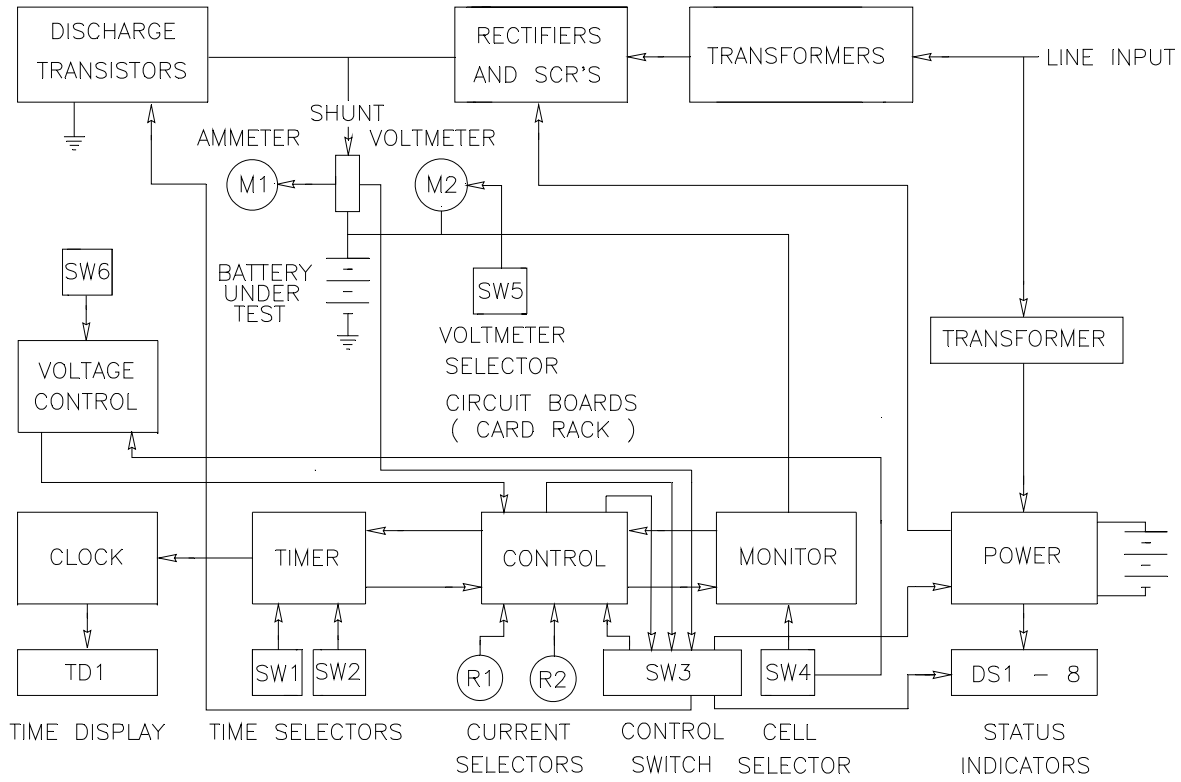 DISCHARGE
TRANSISTORS
RECTIFIERS
AND SCR'S
TRANSFORMERS
LINE INPUT
SHUNT
AMMETER
VOLTMETER
M1
M2
SW6
BATTERY
UNDER
TEST
SW5
VOLTMETER
SELECTOR
TRANSFORMER
VOLTAGE
CONTROL
CIRCUIT BOARDS
( CARD RACK )
CLOCK
TIMER
CONTROL
MONITOR
POWER
TD1
SW1
SW2
R1
R2
SW3
SW4
DS1 - 8
TIME DISPLAY
TIME SELECTORS
CURRENT
SELECTORS
CONTROL
SWITCH
CELL
SELECTOR
STATUS
INDICATORS